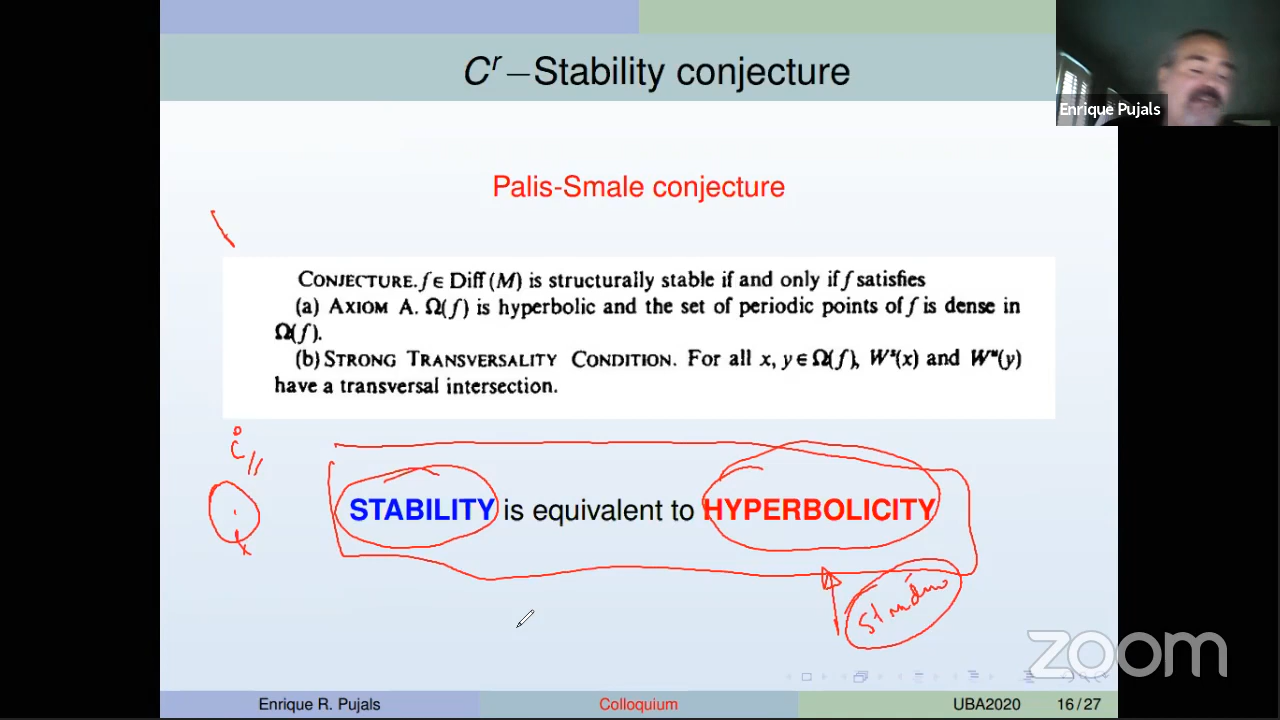 C^r –Stability conjecture
Enrique Pujals
Palis-Smale conjecture
CONJECTURE. f ∈ Diff (M) is structurally stable if and only if f satisfies
(a) AXIOM A. Ω(f) is hyperbolic and the set of periodic points of f is dense in
Ω(f).
(b) STRONG TRANSVERSALITY CONDITION. For all x, y ∈ Ω(f), W^s(x) and W^u(y)
have a transversal intersection.
STABILITY is equivalent to HYPERBOLICITY
zoom
Enrique R. Pujals
Colloquium
UBA2020
16 / 27